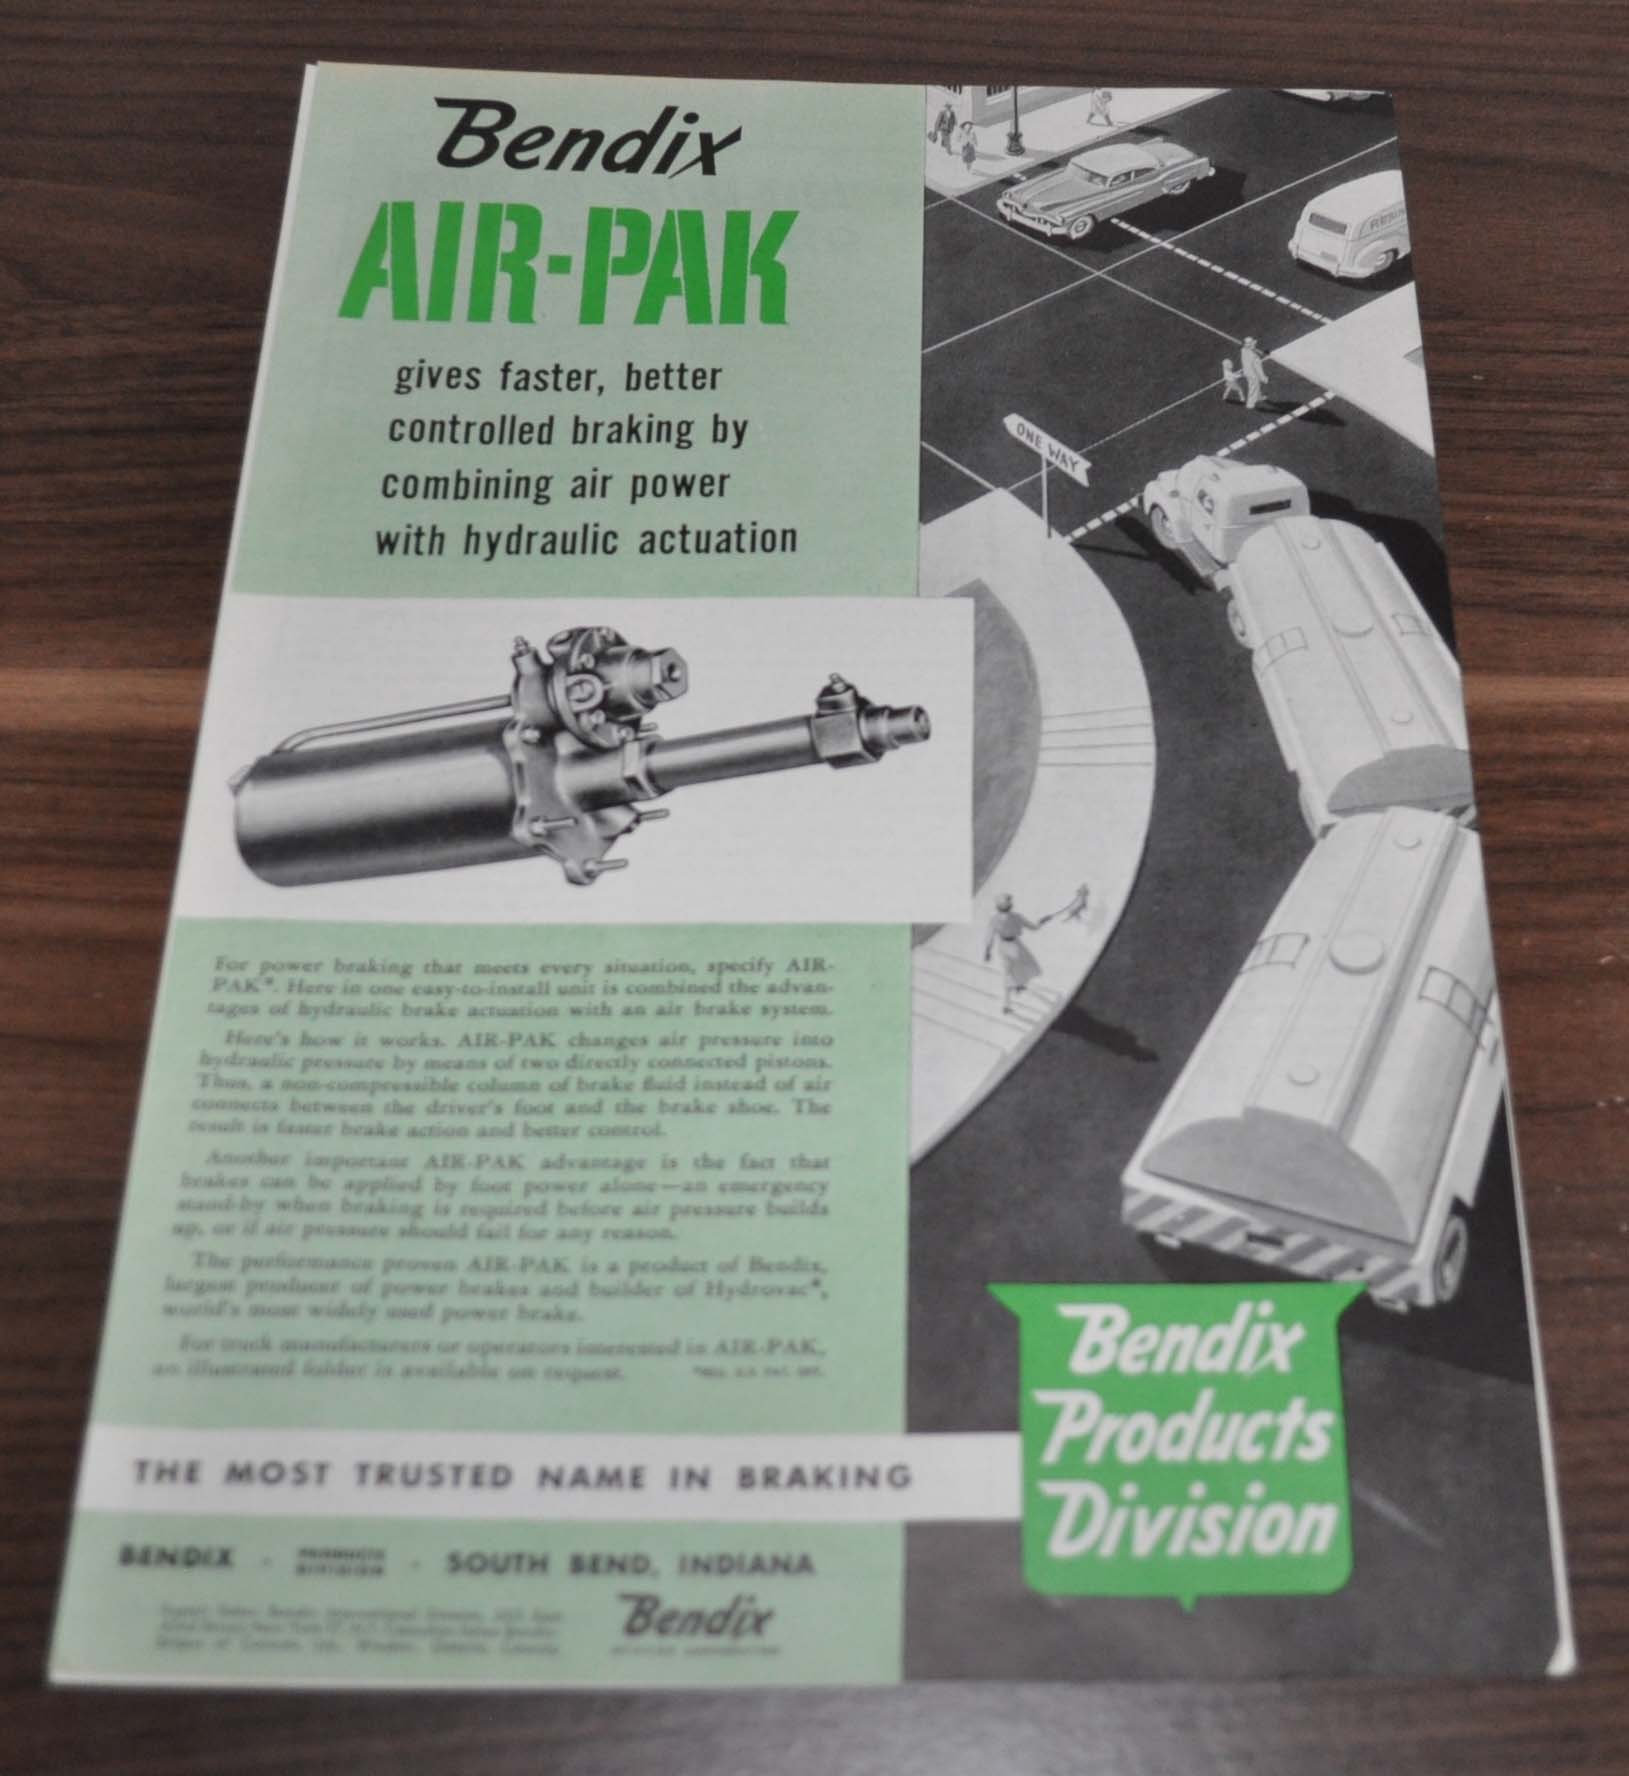 Bendix
AIR-PAK
gives faster, better
controlled braking by
combining air power
with hydraulic actuation
RESIN
ONE WAY
For power braking that meets every situation, specify AIR-
PAK*. Here in one easy-to-install unit is combined the advan-
tages of hydraulic brake actuation with an air brake system.
Here's how it works. AIR-PAK changes air pressure into
hydraulic pressure by means of two directly connected pistons.
Thus, a non-compressible column of brake fluid instead of air
connects between the driver's foot and the brake shoe. The
result is faster brake action and better control.
Another important AIR-PAK advantage is the fact that
brakes can be applied by foot power alone—an emergency
stand-by when braking is required before air pressure builds
up, or if air pressure should fail for any reason.
The performance proven AIR-PAK is a product of Bendix,
largest producer of power brakes and builder of Hydrovac*,
world's most widely used power brake.
For truck manufacturers or operators interested in AIR-PAK,
an illustrated folder is available on request. *REG. U.S. PAT. OFF.
THE MOST TRUSTED NAME IN BRAKING
Bendix
Products
Division
BENDIX · PRODUCTS DIVISION · SOUTH BEND, INDIANA
Bendix